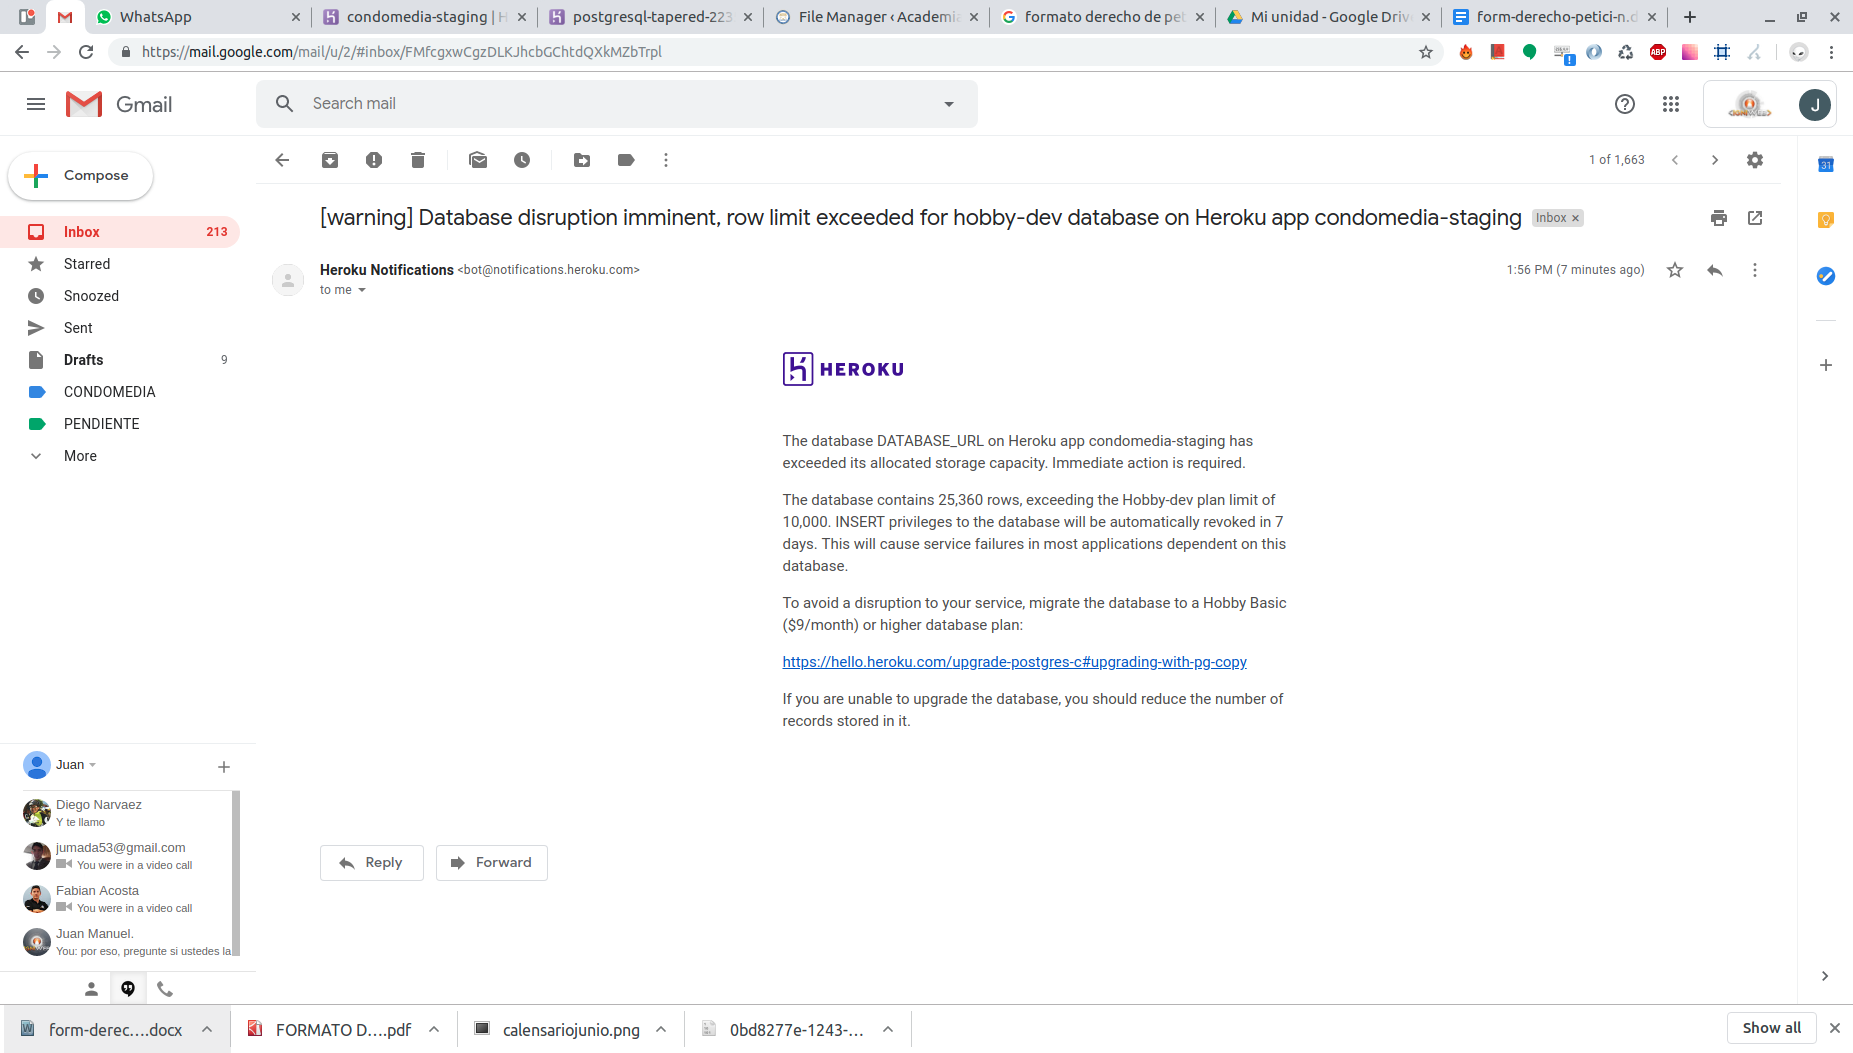 WhatsApp
condomedia-staging | H
postgresql-tapered-223
File Manager ‹ Academia
formato derecho de pet
Mi unidad - Google Drive
form-derecho-petici-n.d
https://mail.google.com/mail/u/2/#inbox/FMfcgxwCgzDLKJhcbGChtdQXkMZbTrpl
ABP
Gmail
Search mail
J
Compose
1 of 1,663
31
Inbox 213
Starred
Snoozed
Sent
Drafts 9
CONDOMEDIA
PENDIENTE
More
[warning] Database disruption imminent, row limit exceeded for hobby-dev database on Heroku app condomedia-staging
Inbox x
Heroku Notifications <bot@notifications.heroku.com>
1:56 PM (7 minutes ago)
to me
HEROKU
The database DATABASE_URL on Heroku app condomedia-staging has
exceeded its allocated storage capacity. Immediate action is required.
The database contains 25,360 rows, exceeding the Hobby-dev plan limit of
10,000. INSERT privileges to the database will be automatically revoked in 7
days. This will cause service failures in most applications dependent on this
database.
To avoid a disruption to your service, migrate the database to a Hobby Basic
($9/month) or higher database plan:
https://hello.heroku.com/upgrade-postgres-c#upgrading-with-pg-copy
If you are unable to upgrade the database, you should reduce the number of
records stored in it.
Reply
Forward
Juan
Diego Narvaez
Y te llamo
jumada53@gmail.com
You were in a video call
Fabian Acosta
You were in a video call
Juan Manuel.
You: por eso, pregunte si ustedes la
form-derec....docx
FORMATO D....pdf
calensariojunio.png
0bd8277e-1243-...
Show all